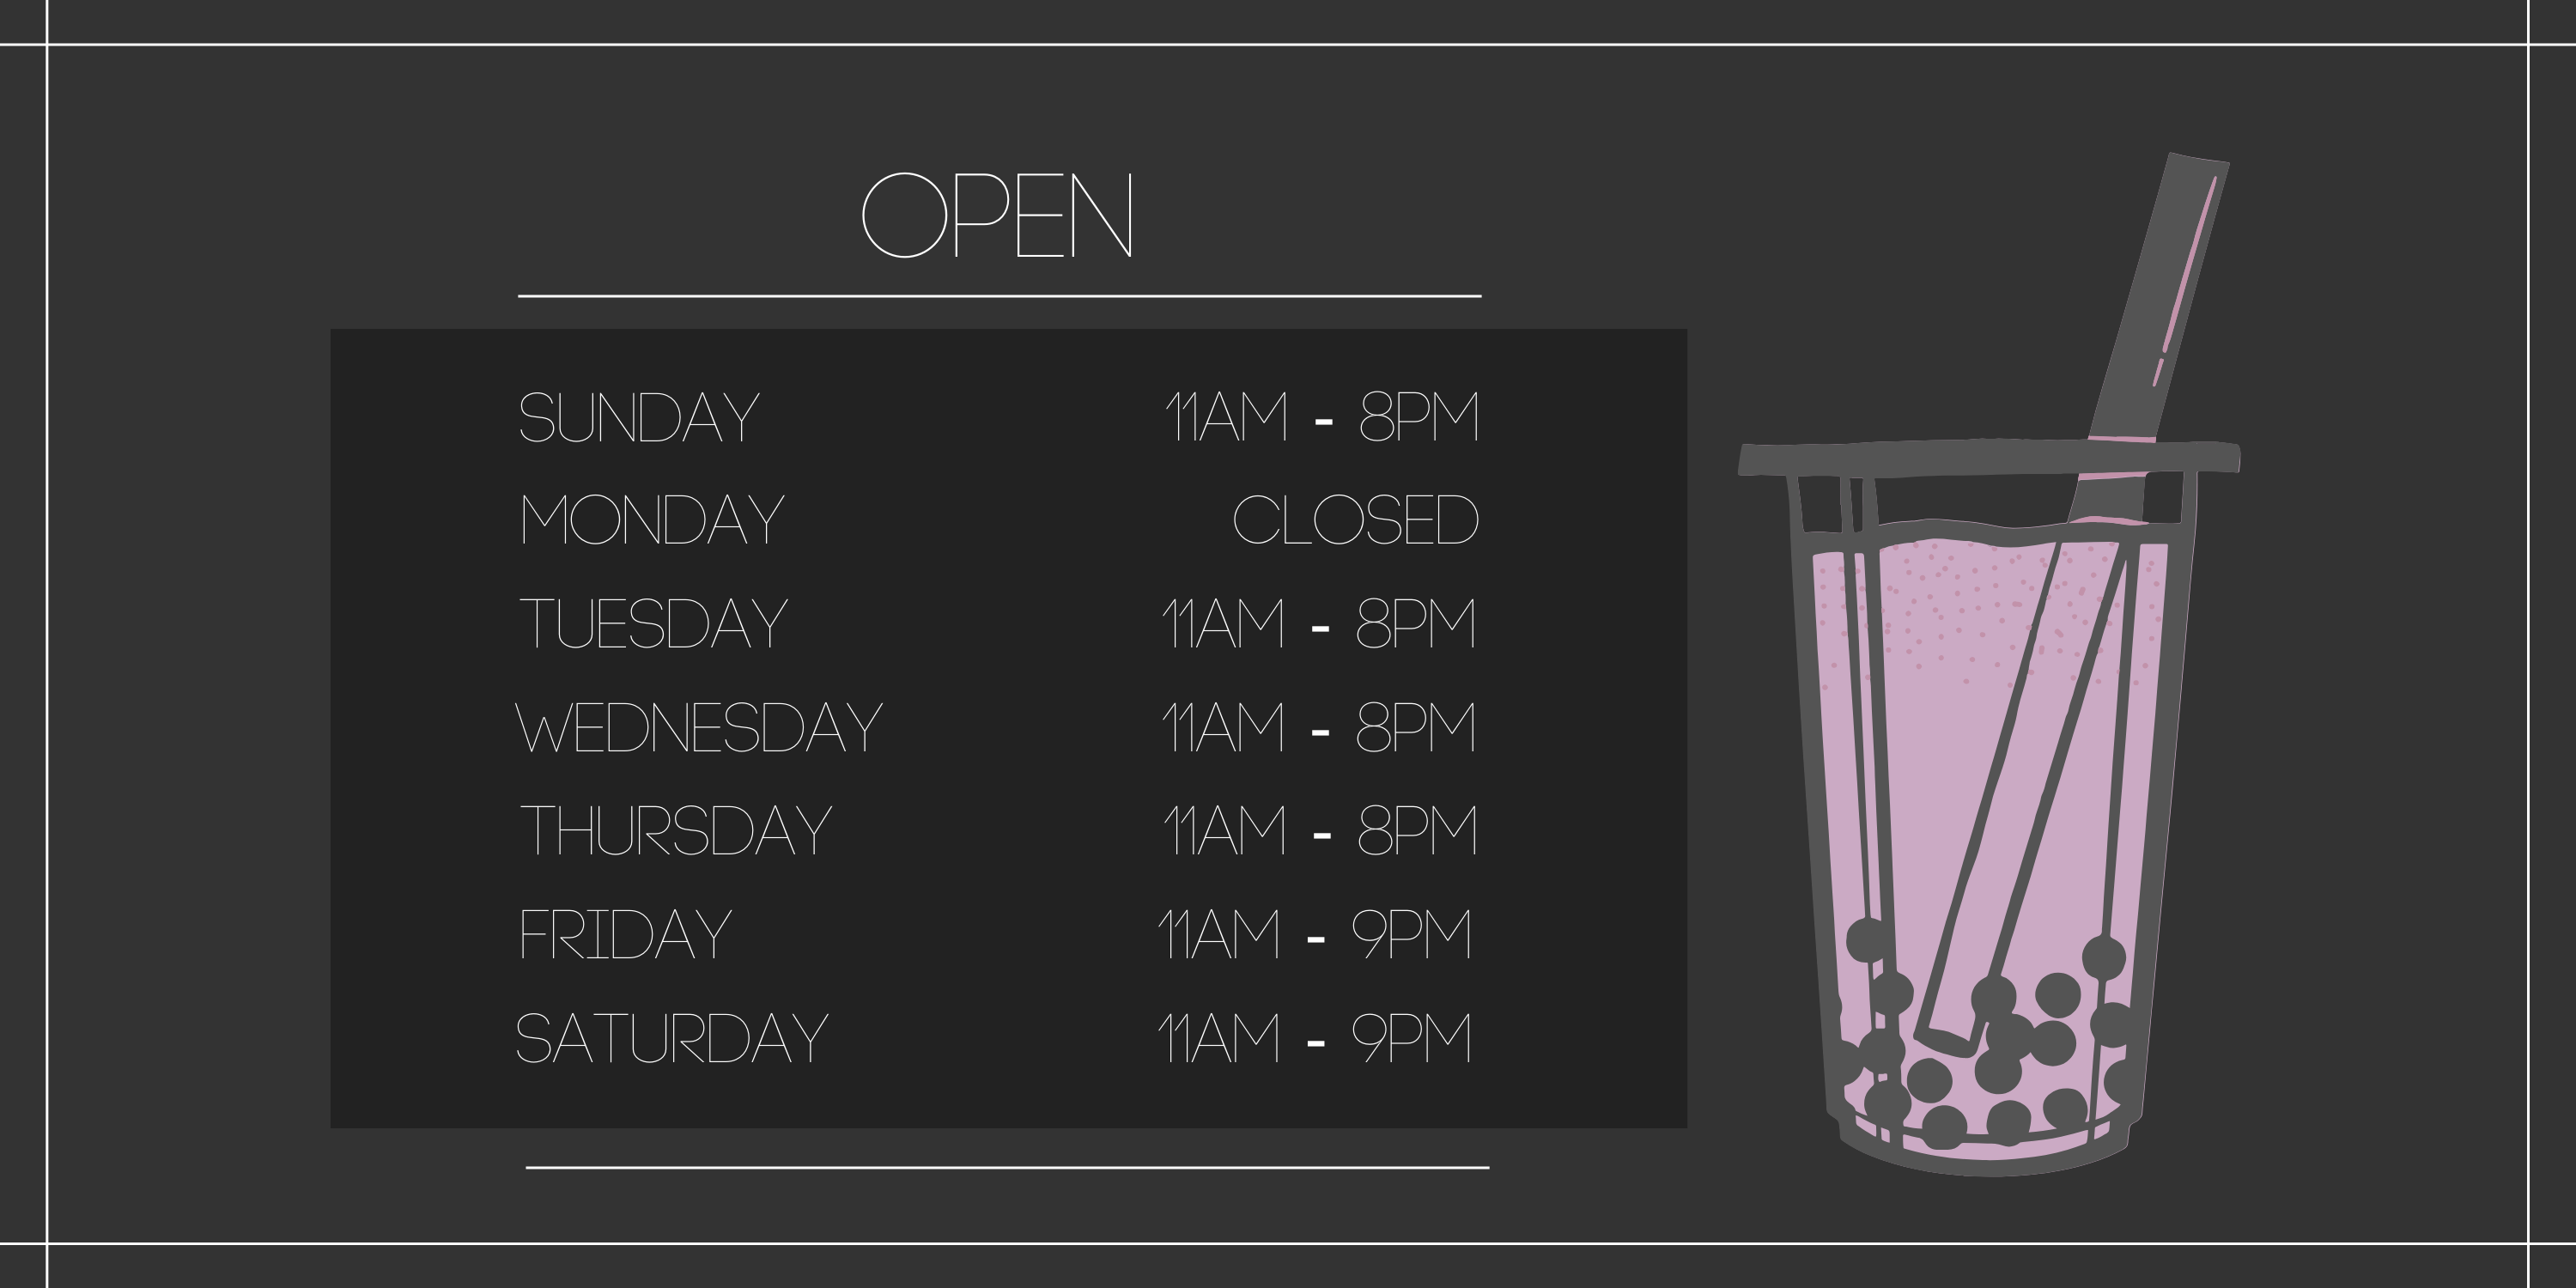 OPEN
SUNDAY 11AM - 8PM
MONDAY CLOSED
TUESDAY 11AM - 8PM
WEDNESDAY 11AM - 8PM
THURSDAY 11AM - 8PM
FRIDAY 11AM - 9PM
SATURDAY 11AM - 9PM